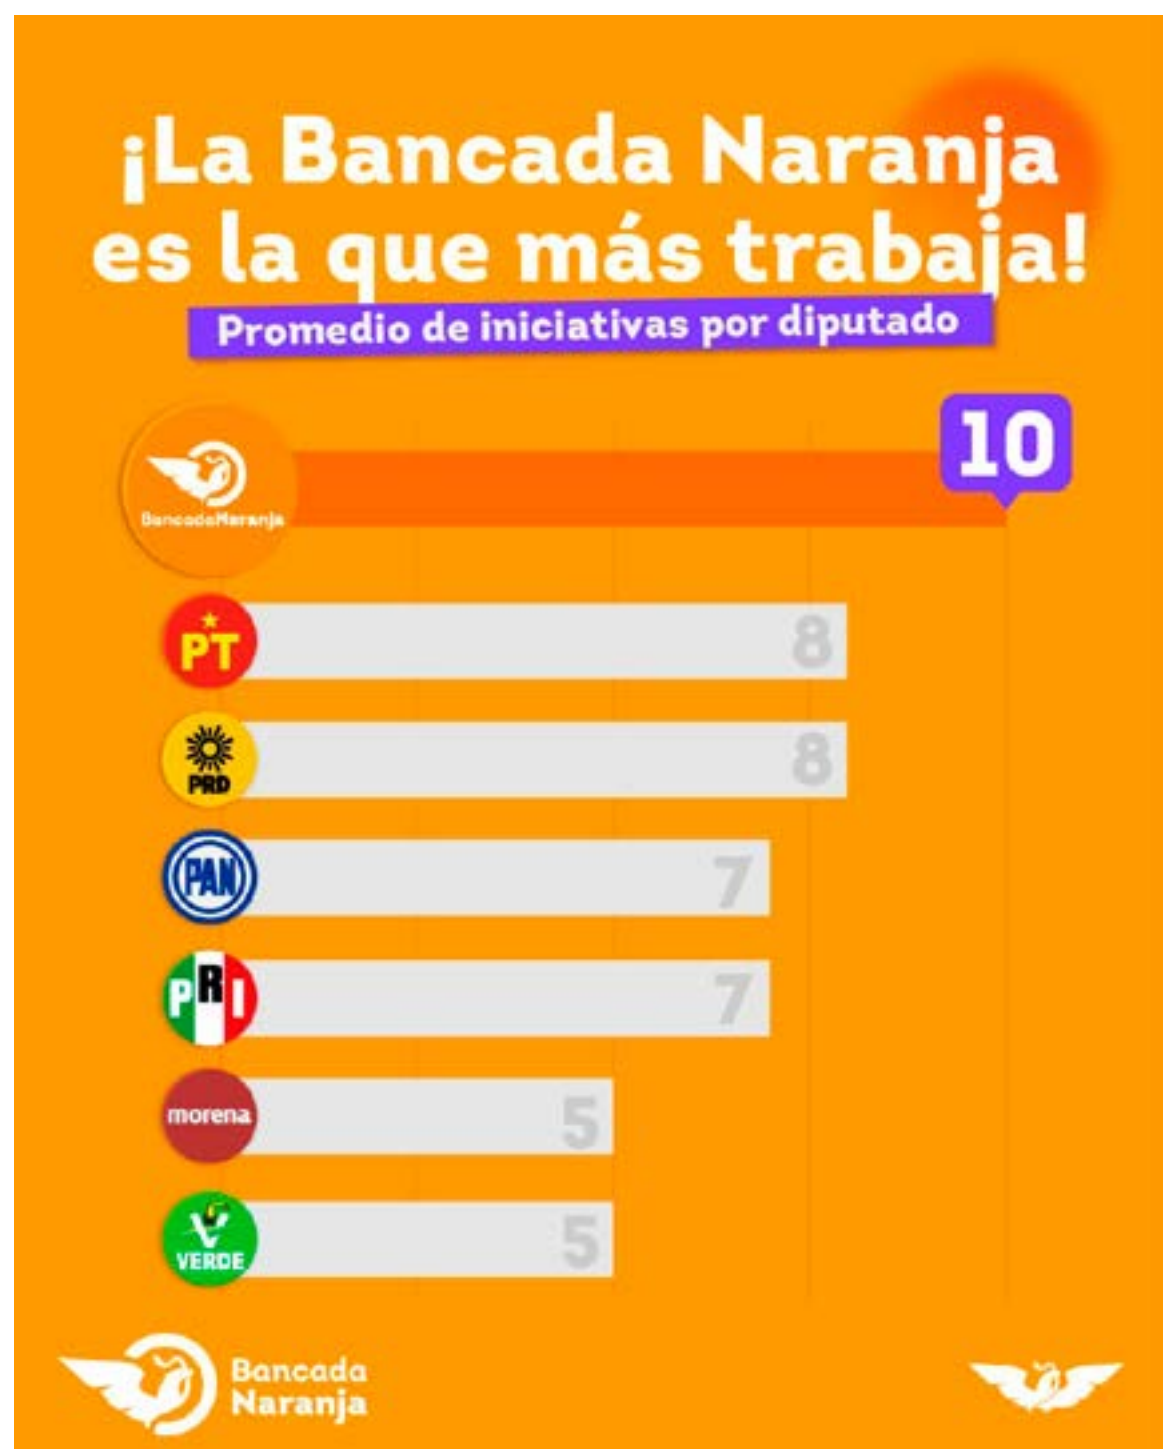 ¡La Bancada Naranja
es la que más trabaja!
Promedio de iniciativas por diputado
10
BancadaNaranja
PT
8
PRD
8
PAN
7
PRI
7
morena
5
VERDE
5
Bancada
Naranja